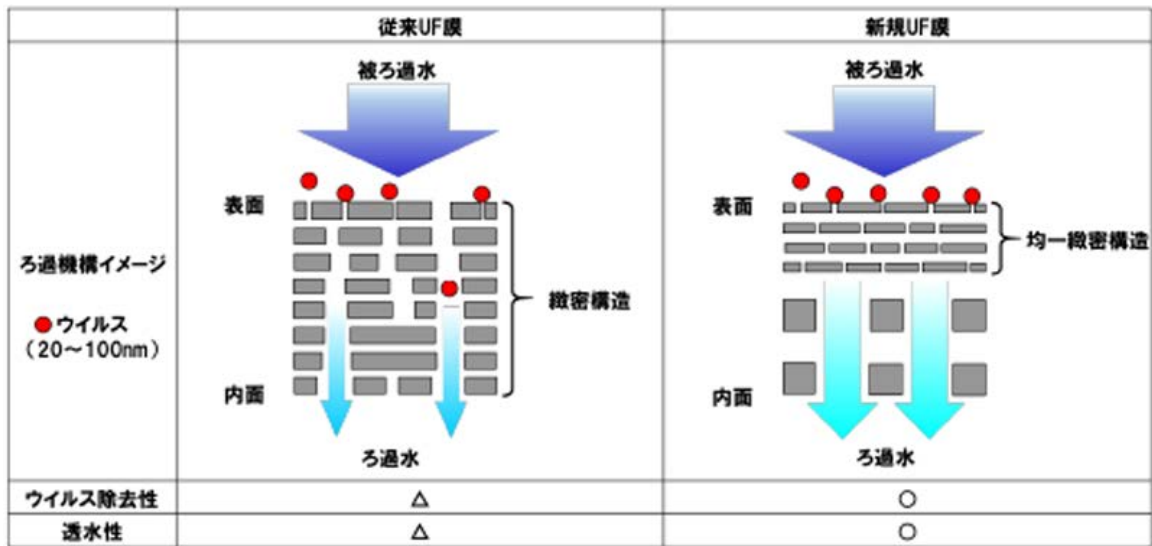 従来UF膜
新規UF膜
ろ過機構イメージ
ウイルス
（20～100nm）
被ろ過水
表面
緻密構造
内面
ろ過水
被ろ過水
表面
均一緻密構造
内面
ろ過水
ウイルス除去性
△
○
透水性
△
○